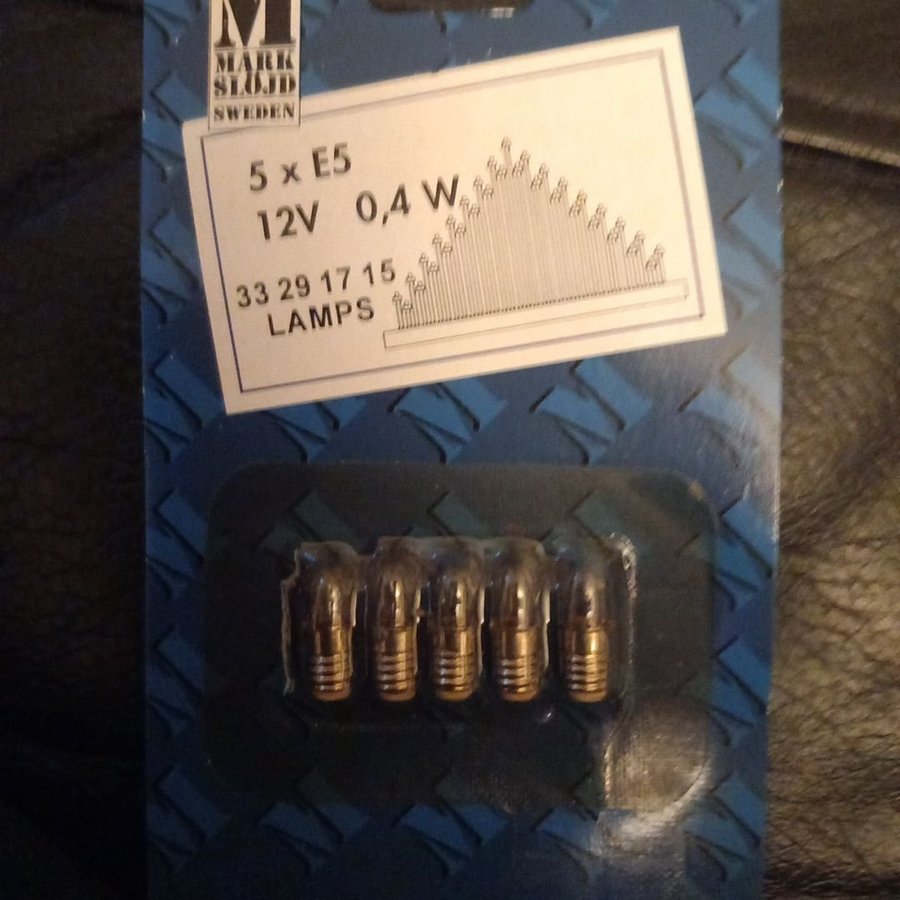 M
MARK
SLÖJD
SWEDEN
5 x E5
12V 0,4 W
33 29 17 15
LAMPS